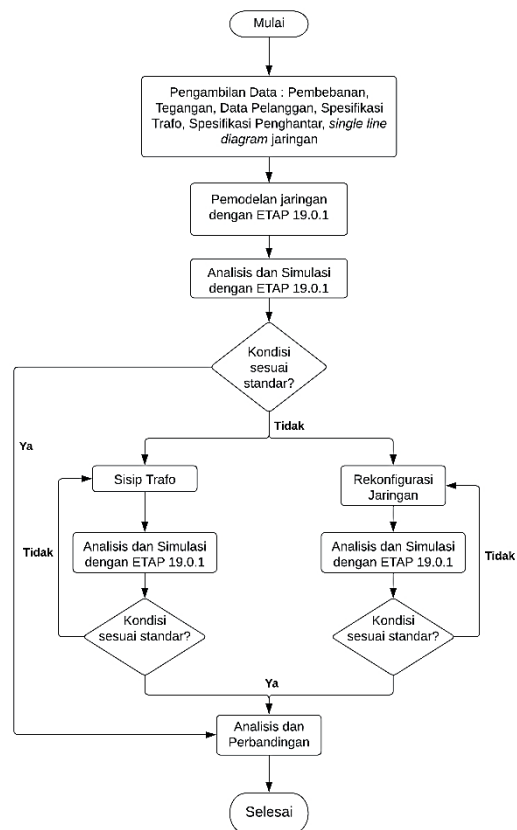 Mulai
Pengambilan Data : Pembebanan,
Tegangan, Data Pelanggan, Spesifikasi
Trafo, Spesifikasi Penghantar, single line
diagram jaringan
Pemodelan jaringan
dengan ETAP 19.0.1
Analisis dan Simulasi
dengan ETAP 19.0.1
Kondisi
sesuai
standar?
Tidak
Ya
Sisip Trafo
Rekonfigurasi
Jaringan
Tidak
Analisis dan Simulasi
dengan ETAP 19.0.1
Analisis dan Simulasi
dengan ETAP 19.0.1
Tidak
Kondisi
sesuai standar?
Kondisi
sesuai standar?
Ya
Analisis dan
Perbandingan
Selesai